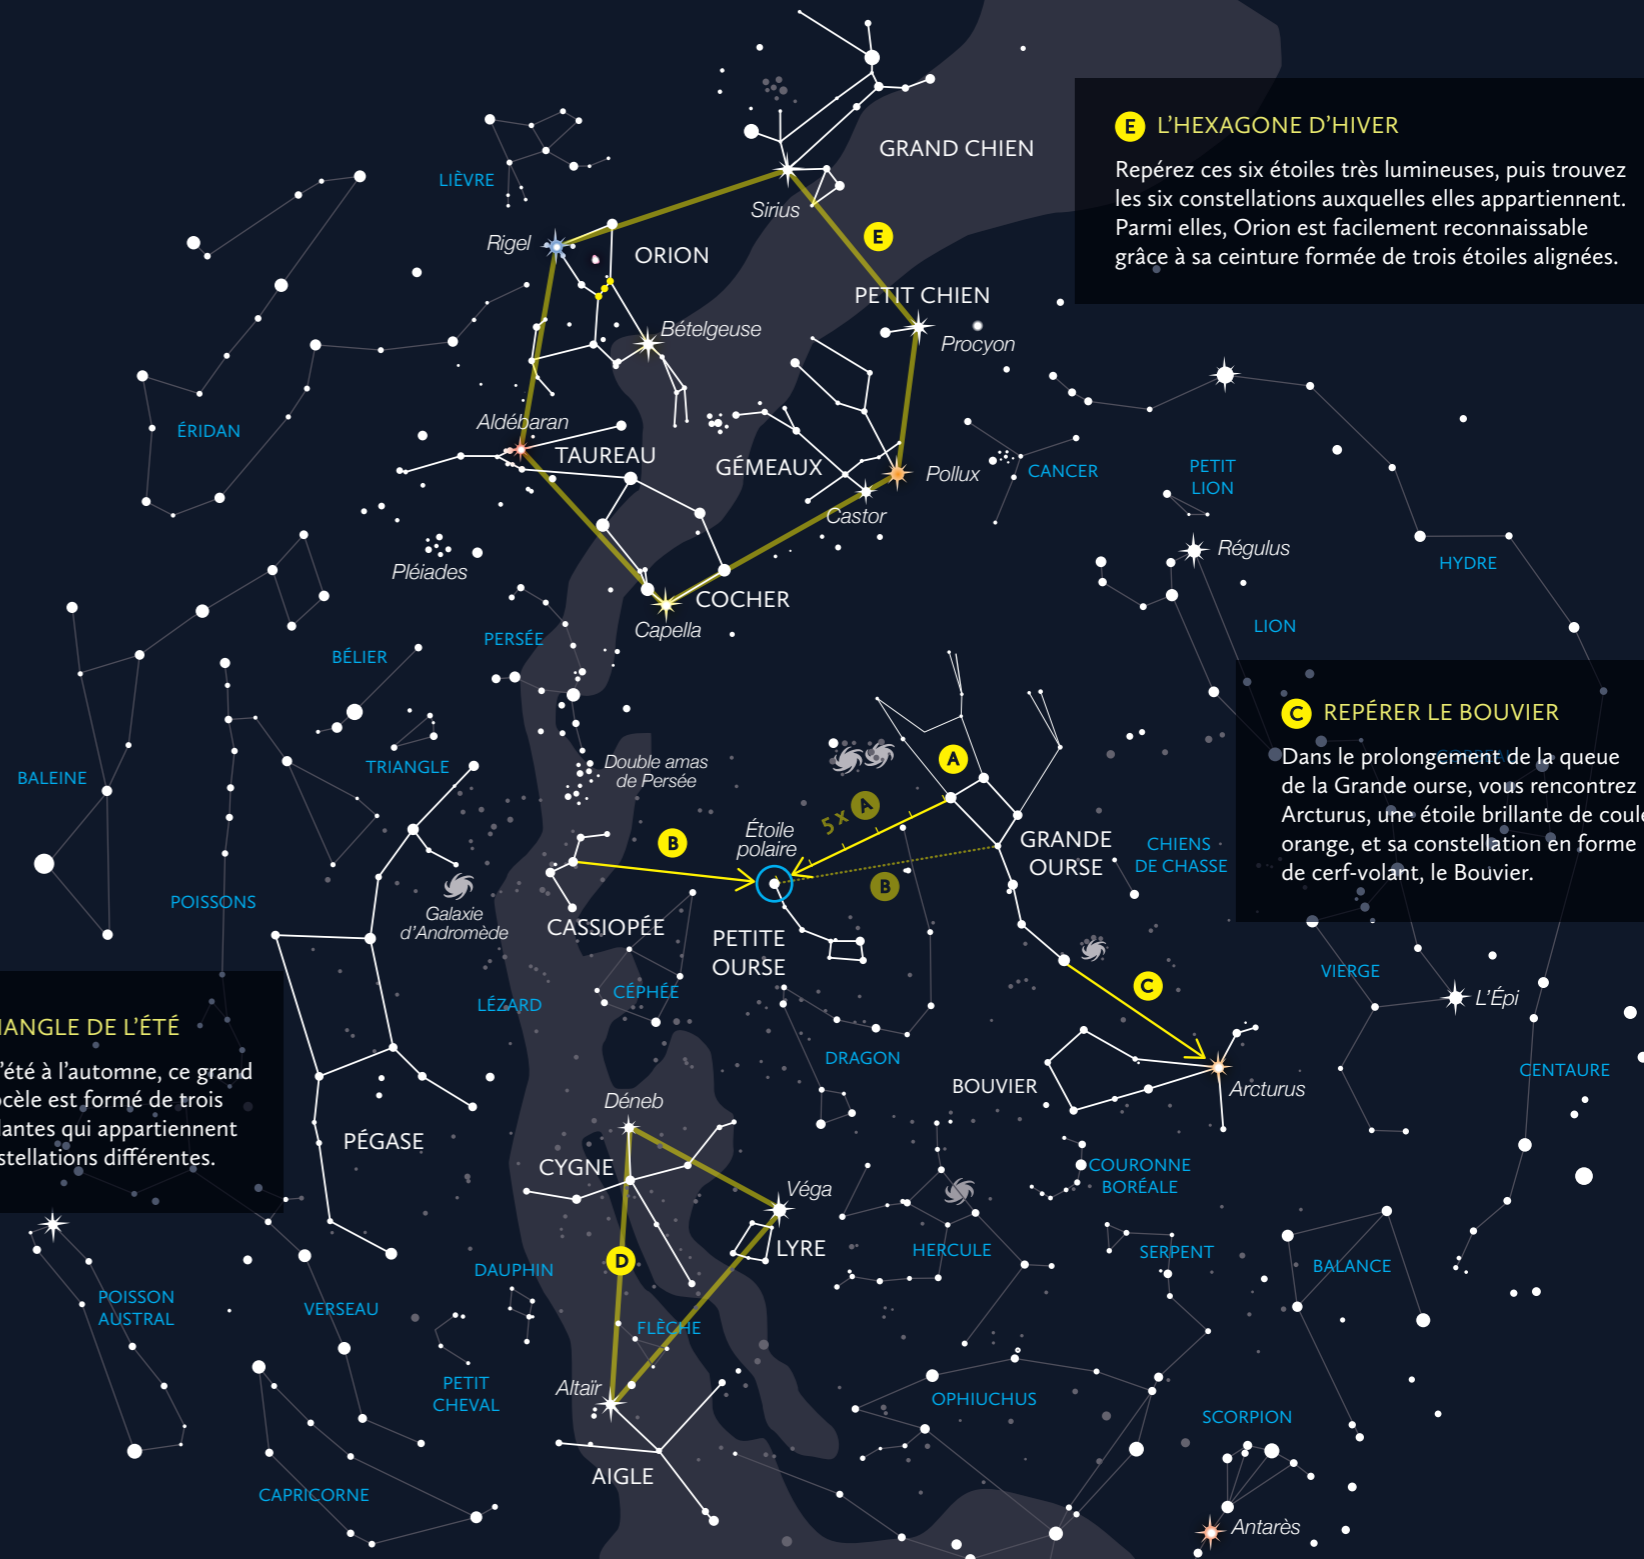 GRAND CHIEN
E L’HEXAGONE D’HIVER
Repérez ces six étoiles très lumineuses, puis trouvez
les six constellations auxquelles elles appartiennent.
Parmi elles, Orion est facilement reconnaissable
grâce à sa ceinture formée de trois étoiles alignées.
LIÈVRE
Sirius
Rigel
ORION
E
PETIT CHIEN
Bételgeuse
Procyon
Aldébaran
ÉRIDAN
TAUREAU
GÉMEAUX
Pollux
CANCER
PETIT
LION
Castor
Régulus
HYDRE
Pléiades
COCHER
Capella
PERSÉE
LION
BÉLIER
C REPÉRER LE BOUVIER
Dans le prolongement de la queue
de la Grande ourse, vous rencontrez
Arcturus, une étoile brillante de coule
orange, et sa constellation en forme
de cerf-volant, le Bouvier.
BALEINE
TRIANGLE
Double amas
de Persée
A
5 x A
Étoile
polaire
B
B
GRANDE
OURSE
CHIENS
DE CHASSE
POISSONS
Galaxie
d’Andromède
CASSIOPÉE
PETITE
OURSE
LÉZARD
CÉPHÉE
C
VIERGE
L’Épi
IANGLE DE L’ÉTÉ
’été à l’automne, ce grand
ocèle est formé de trois
lantes qui appartiennent
stellations différentes.
DRAGON
BOUVIER
Arcturus
CENTAURE
Déneb
PÉGASE
CYGNE
COURONNE
BORÉALE
Véga
LYRE
D
HERCULE
SERPENT
BALANCE
DAUPHIN
POISSON
AUSTRAL
VERSEAU
FLÈCHE
PETIT
CHEVAL
Altaïr
OPHIUCHUS
SCORPION
AIGLE
CAPRICORNE
Antarès